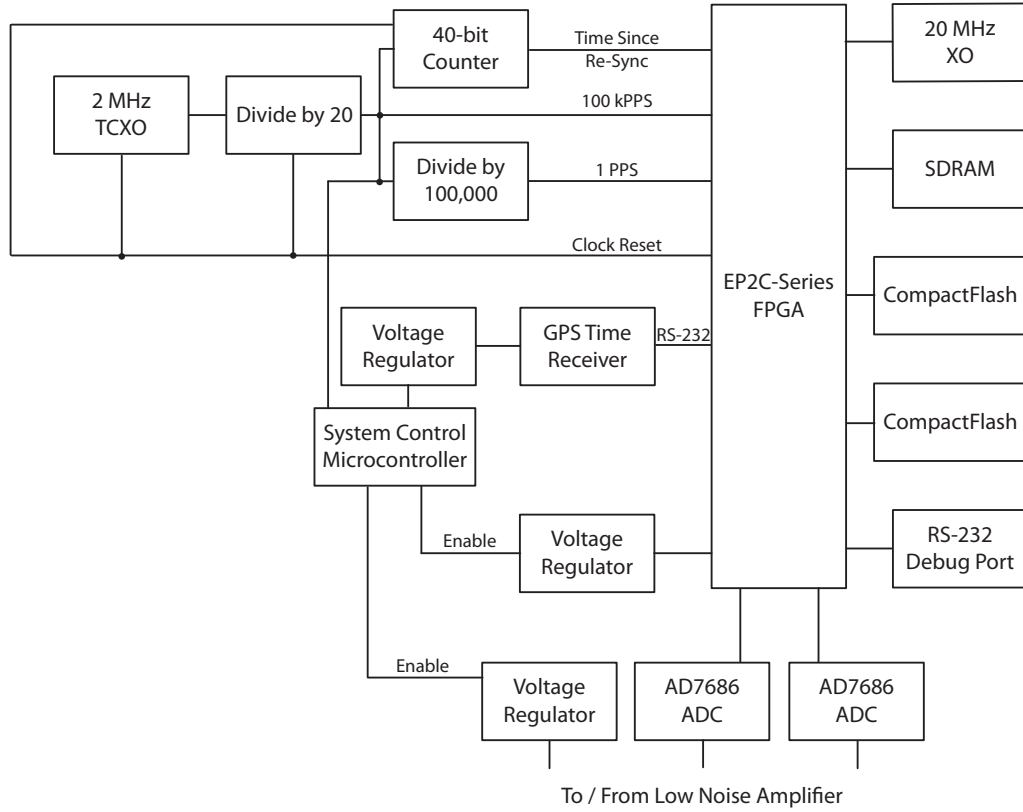 40-bit
Counter
Time Since
Re-Sync
20 MHz
XO
2 MHz
TCXO
Divide by 20
100 kPPS
Divide by
100,000
1 PPS
SDRAM
Clock Reset
EP2C-Series
FPGA
CompactFlash
Voltage
Regulator
GPS Time
Receiver
RS-232
CompactFlash
System Control
Microcontroller
Enable
Voltage
Regulator
RS-232
Debug Port
Enable
Voltage
Regulator
AD7686
ADC
AD7686
ADC
To / From Low Noise Amplifier